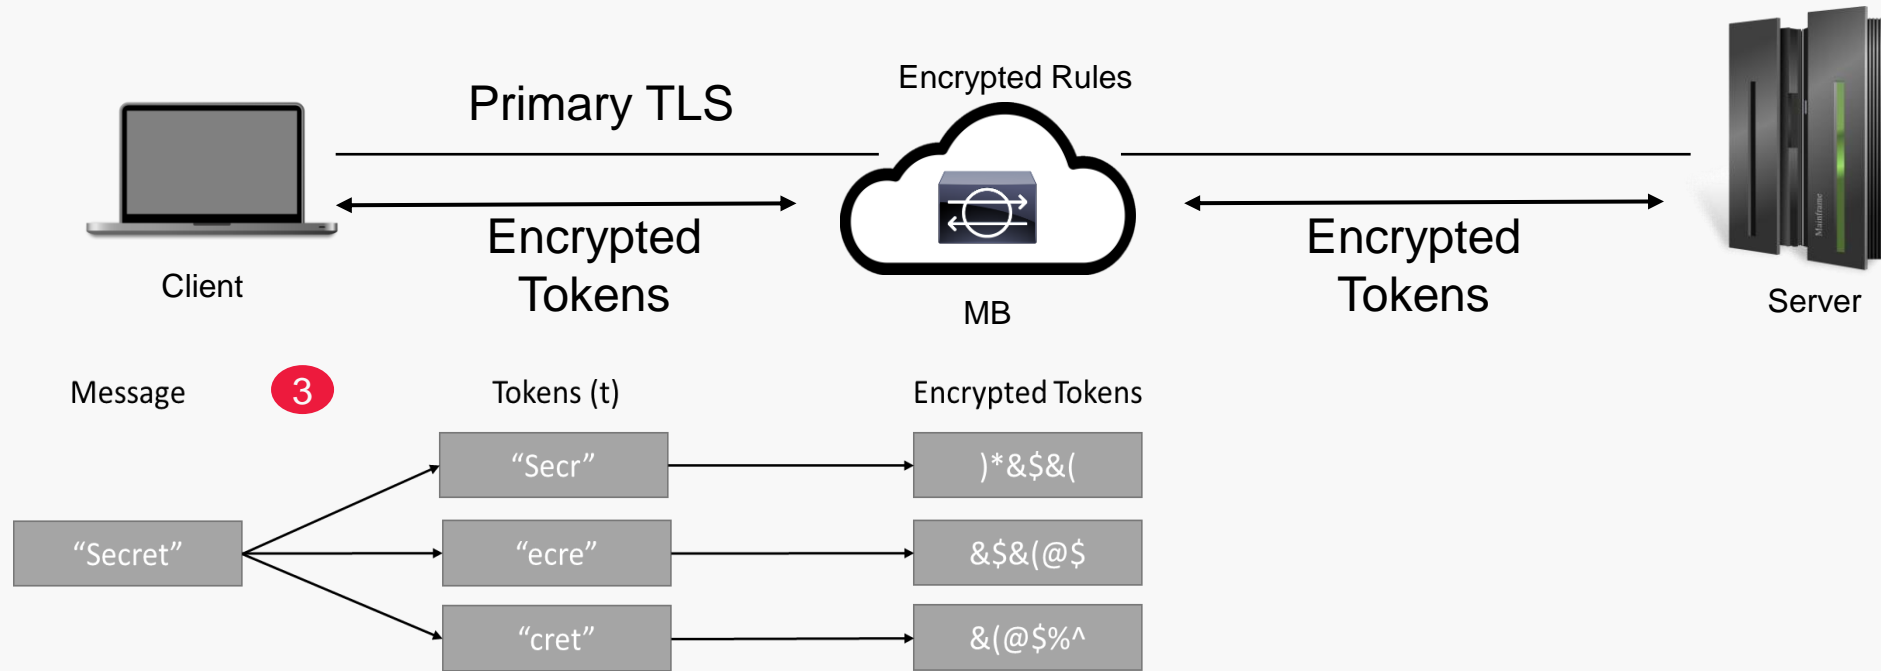 Primary TLS
Encrypted Rules
Mainframe
Encrypted
Tokens
Encrypted
Tokens
Client
MB
Server
Message
3
Tokens (t)
Encrypted Tokens
“Secr”
)*&$&(
“Secret”
“ecre”
&$&(@$
“cret”
&(@$%^